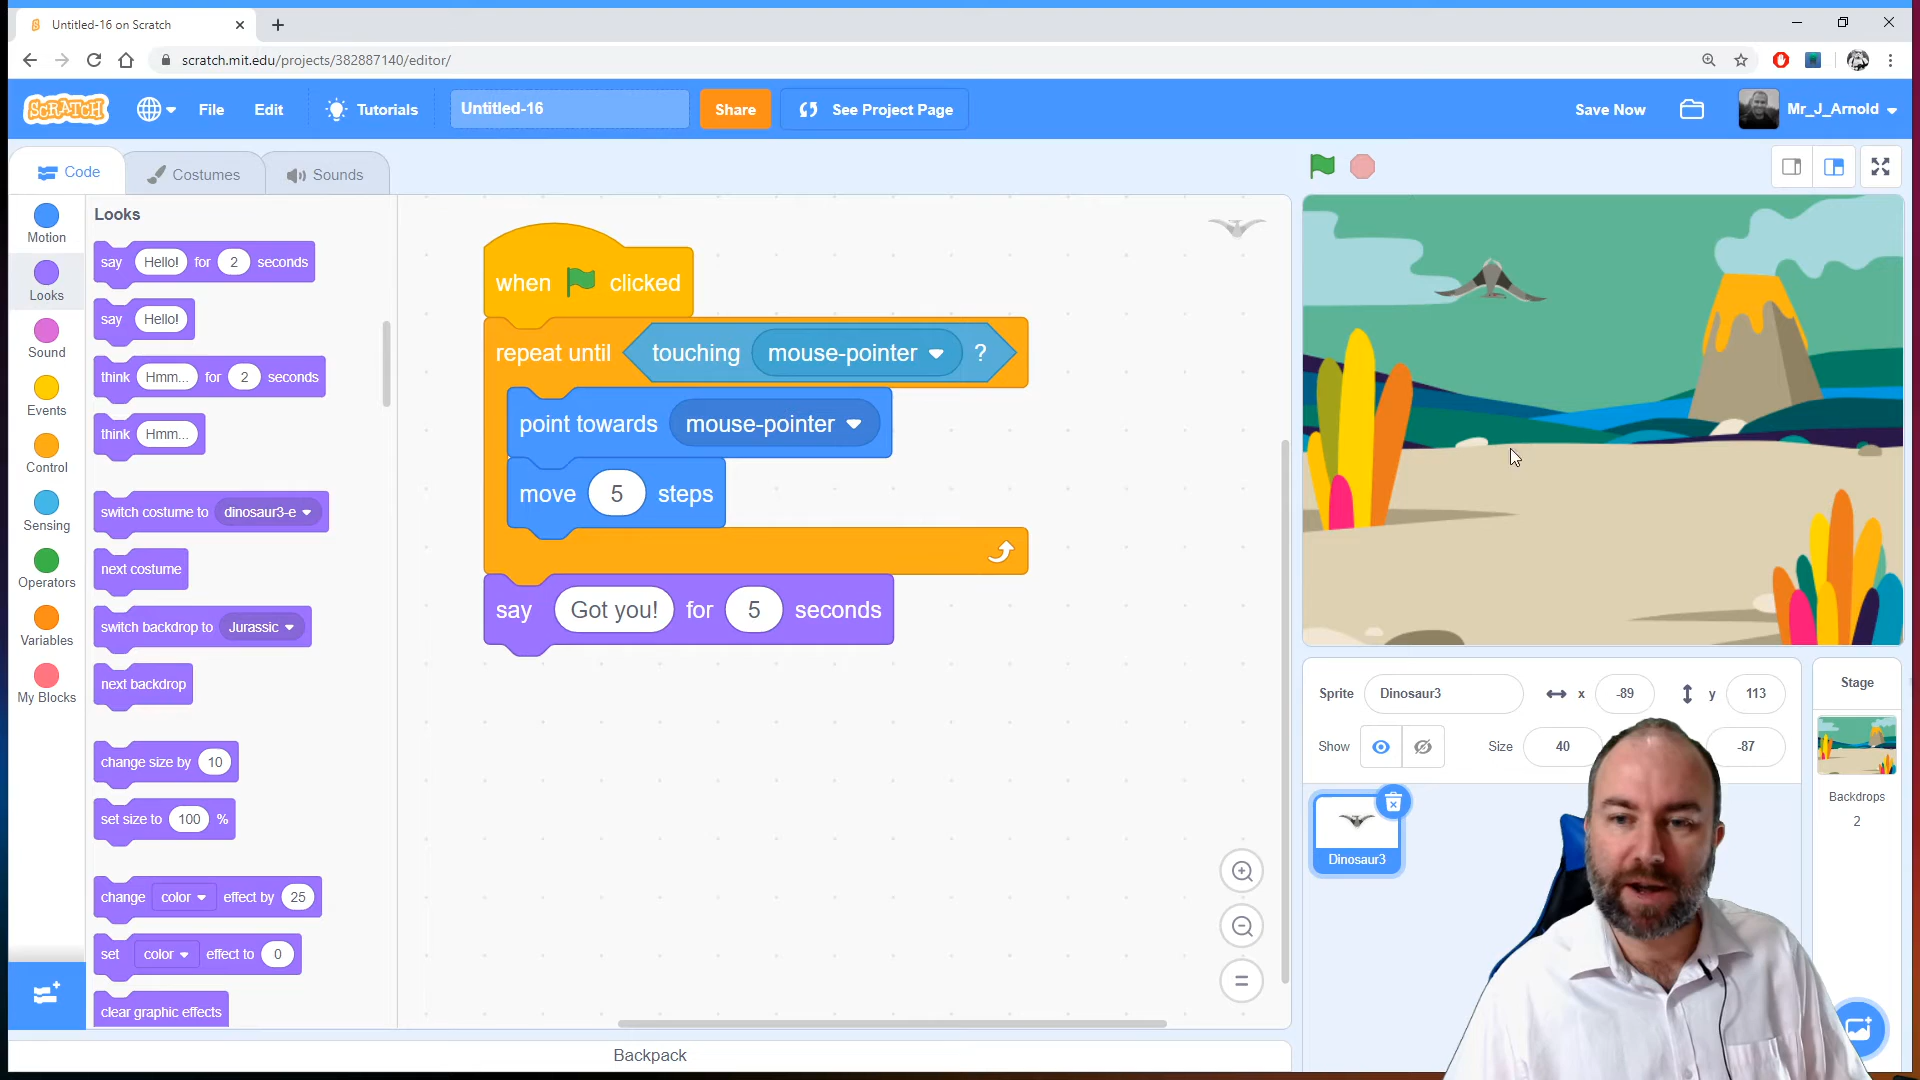 Untitled-16 on Scratch
scratch.mit.edu/projects/382887140/editor/
SCRATCH
File
Edit
Tutorials
Untitled-16
Share
See Project Page
Save Now
Mr_J_Arnold
Code
Costumes
Sounds
Motion
Looks
Sound
Events
Control
Sensing
Operators
Variables
My Blocks
Looks
say Hello! for 2 seconds
say Hello!
think Hmm... for 2 seconds
think Hmm...
switch costume to dinosaur3-e
next costume
switch backdrop to Jurassic
next backdrop
change size by 10
set size to 100 %
change color effect by 25
set color effect to 0
clear graphic effects
when clicked
repeat until touching mouse-pointer ?
point towards mouse-pointer
move 5 steps
say Got you! for 5 seconds
Backpack
Sprite Dinosaur3 x -89 y 113
Show Size 40 -87
Dinosaur3
Stage
Backdrops
2